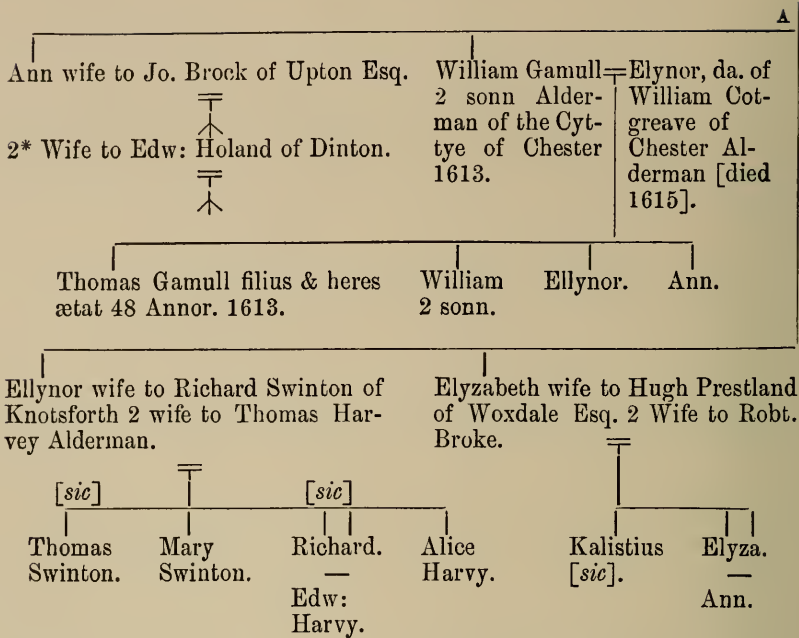 A
Ann wife to Jo. Brock of Upton Esq.
2* Wife to Edw: Holand of Dinton.
William Gamull
2 sonn Alder-
man of the Cyt-
tye of Chester
1613.
Elynor, da. of
William Cot-
greave of
Chester Al-
derman [died
1615].
Thomas Gamull filius & heres
ætat 48 Annor. 1613.
William
2 sonn.
Ellynor.
Ann.
Ellynor wife to Richard Swinton of
Knotsforth 2 wife to Thomas Har-
vey Alderman.
Elyzabeth wife to Hugh Prestland
of Woxdale Esq. 2 Wife to Robt.
Broke.
[sic]
Thomas
Swinton.
Mary
Swinton.
[sic]
Richard.
—
Edw:
Harvy.
Alice
Harvy.
Kalistius
[sic].
Elyza.
—
Ann.